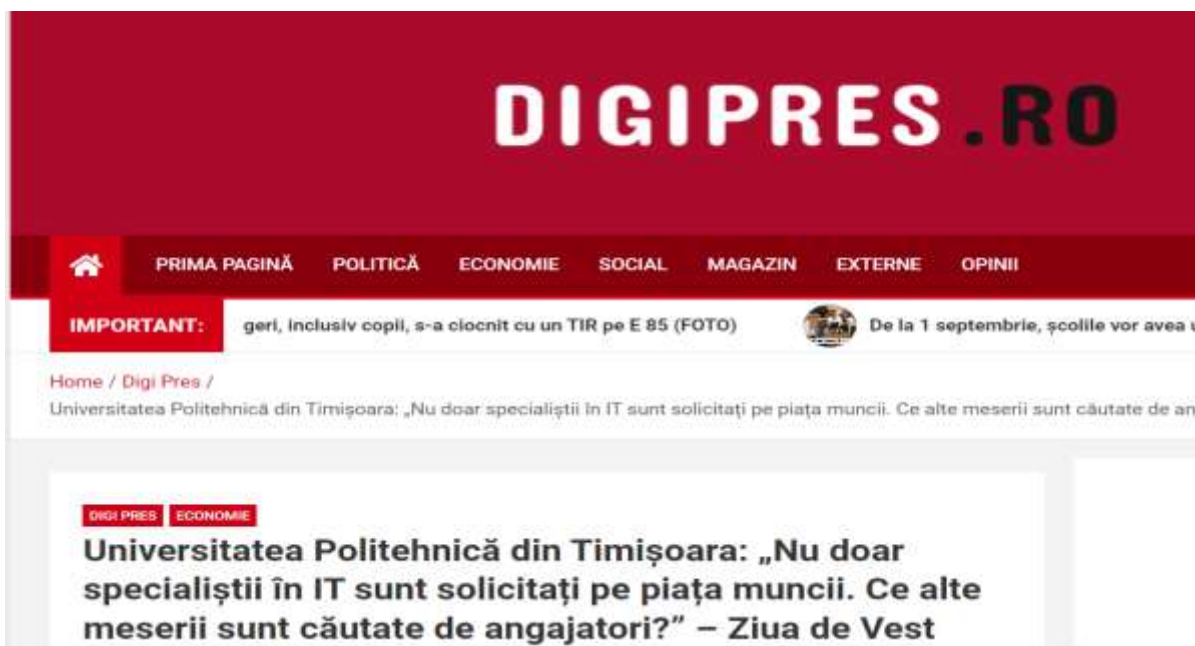 DIGIPRES.RO
PRIMA PAGINĂ POLITICĂ ECONOMIE SOCIAL MAGAZIN EXTERNE OPINII
IMPORTANT: geri, inclusiv copii, s-a ciocnit cu un TIR pe E 85 (FOTO) De la 1 septembrie, școlile vor avea
Home / Digi Pres /
Universitatea Politehnică din Timișoara: „Nu doar specialiștii în IT sunt solicitați pe piața muncii. Ce alte meserii sunt căutate de an
DIGI PRES ECONOMIE
Universitatea Politehnică din Timișoara: „Nu doar
specialiștii în IT sunt solicitați pe piața muncii. Ce alte
meserii sunt căutate de angajatori?” – Ziua de Vest